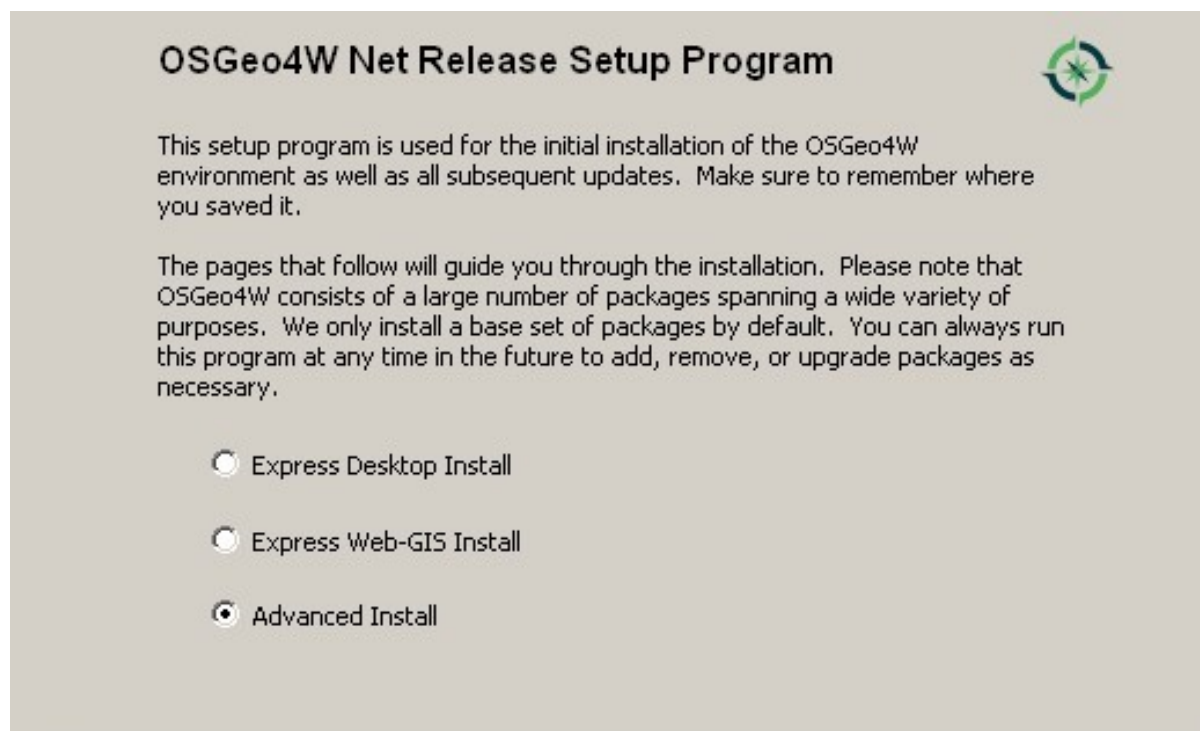 OSGeo4W Net Release Setup Program
This setup program is used for the initial installation of the OSGeo4W
environment as well as all subsequent updates.  Make sure to remember where
you saved it.
The pages that follow will guide you through the installation.  Please note that
OSGeo4W consists of a large number of packages spanning a wide variety of
purposes.  We only install a base set of packages by default.  You can always run
this program at any time in the future to add, remove, or upgrade packages as
necessary.
Express Desktop Install
Express Web-GIS Install
Advanced Install